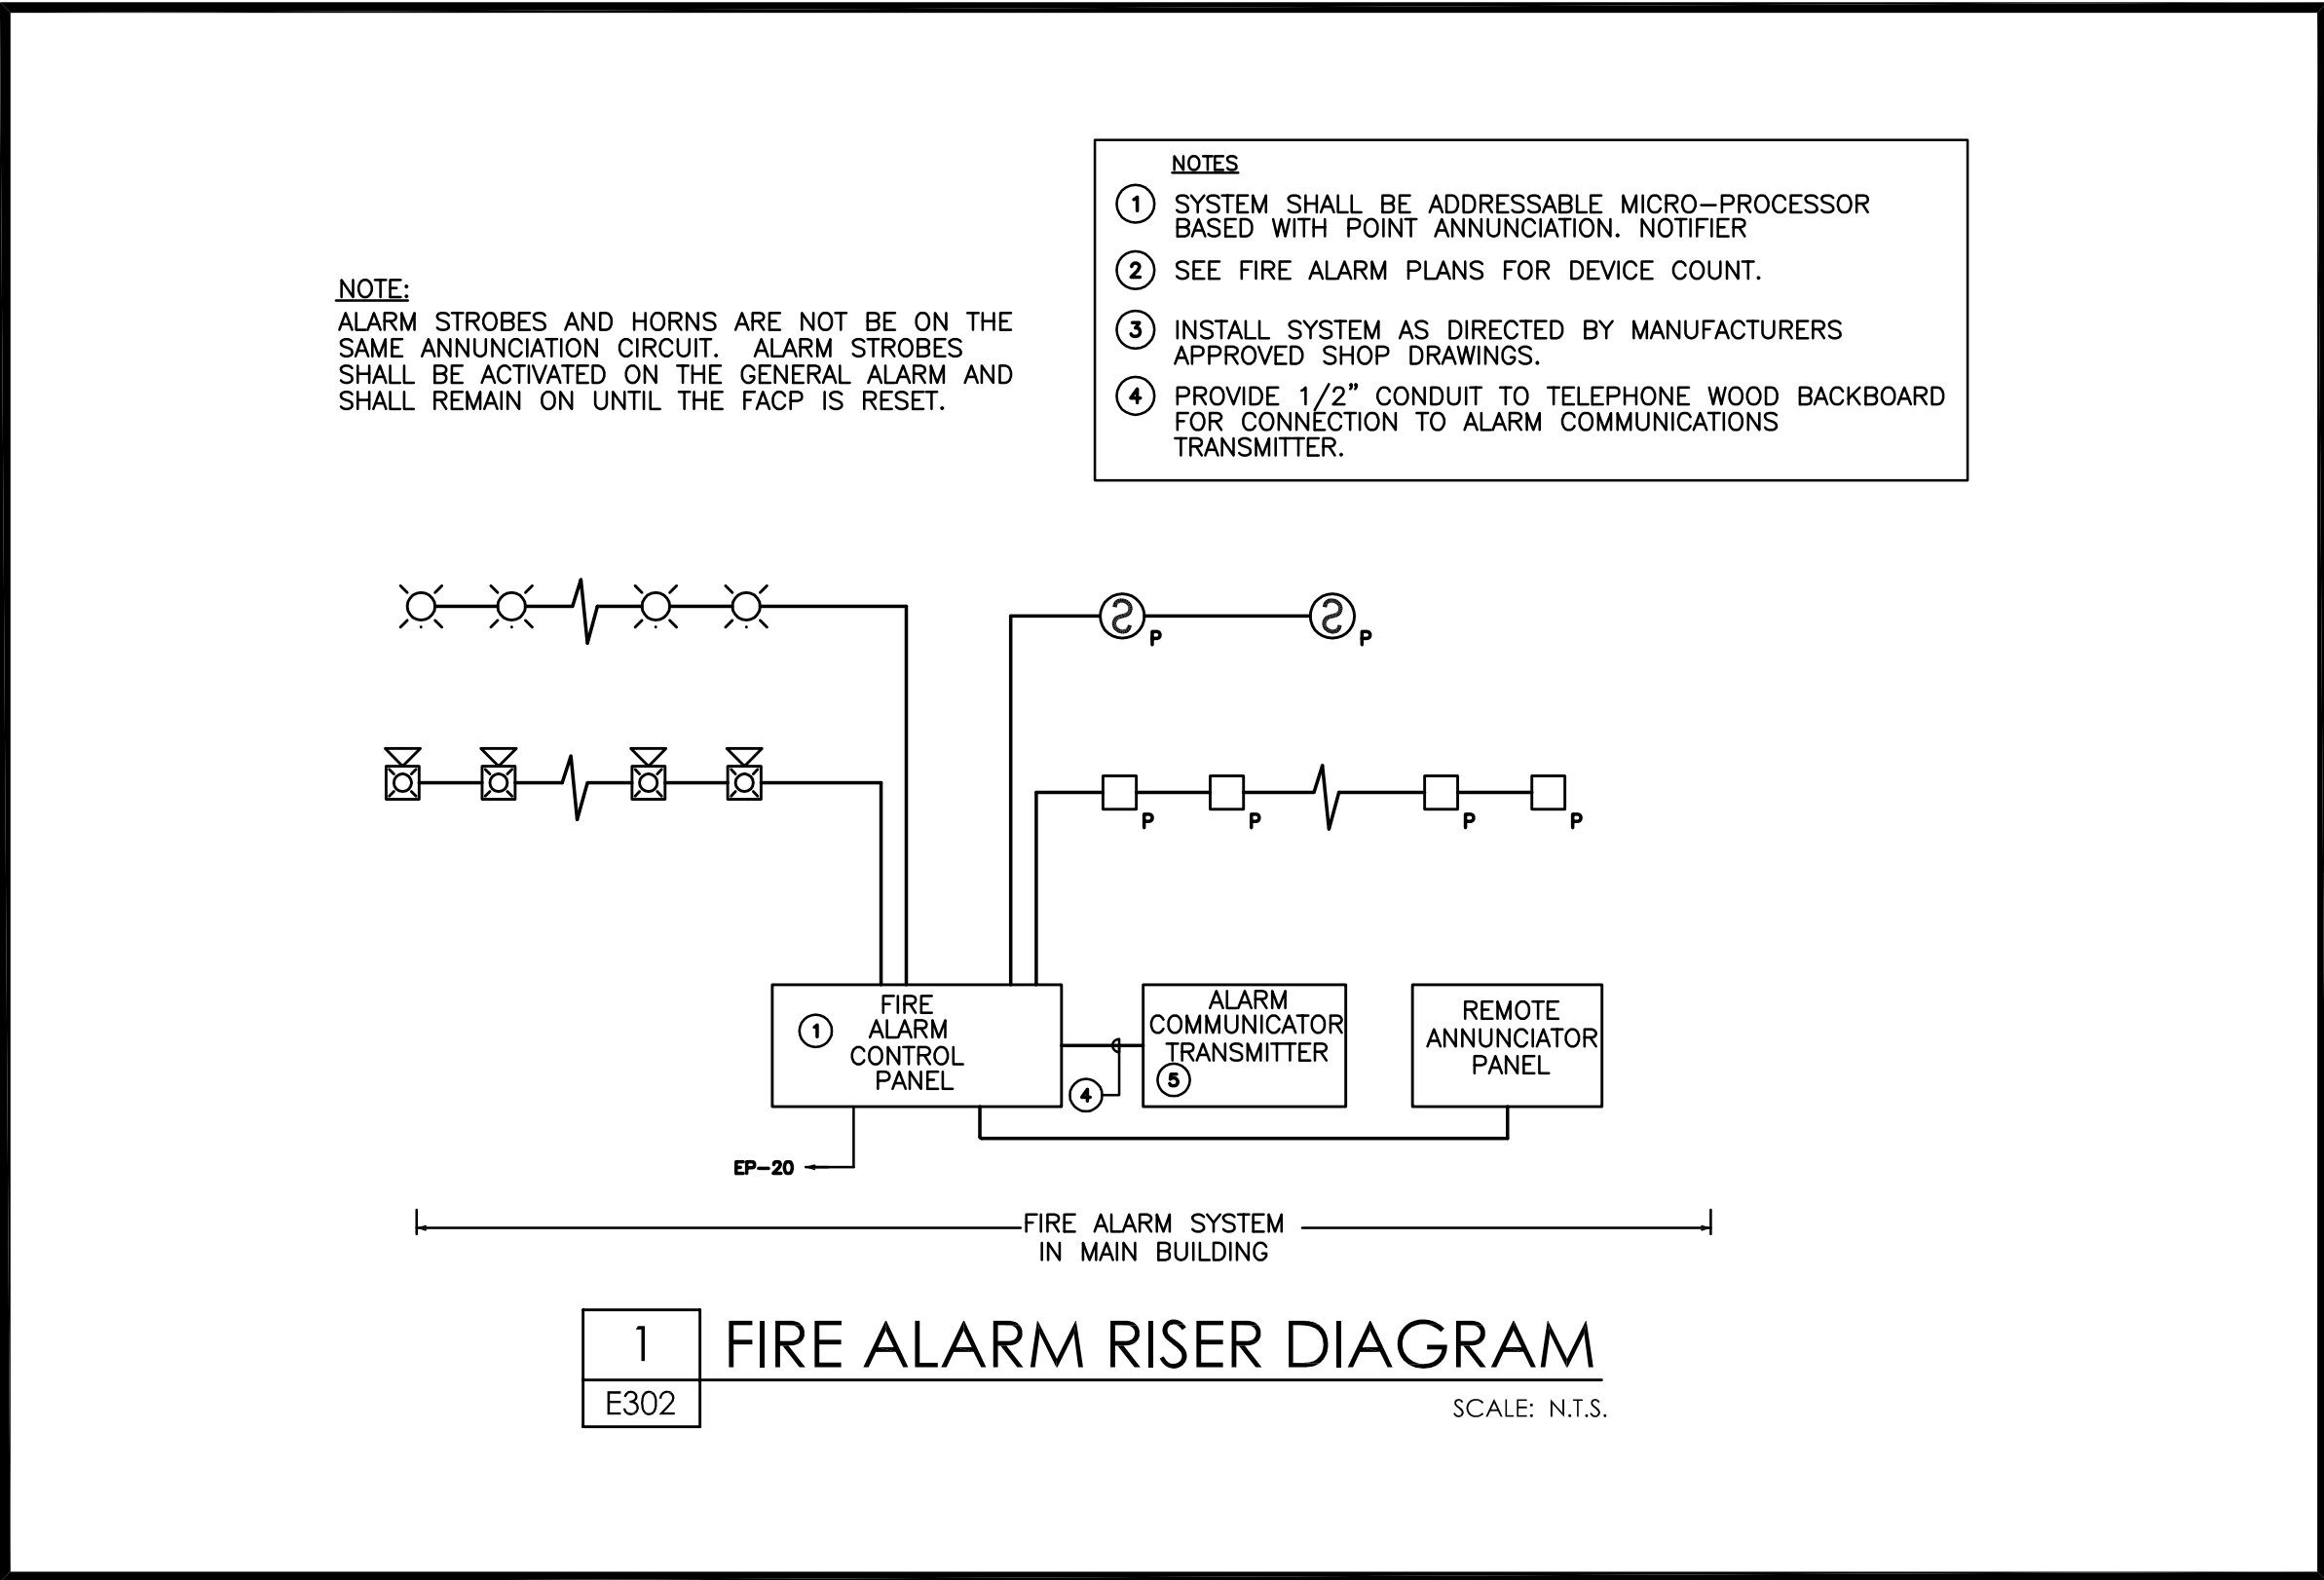 NOTES
1 SYSTEM SHALL BE ADDRESSABLE MICRO-PROCESSOR
BASED WITH POINT ANNUNCIATION. NOTIFIER
2 SEE FIRE ALARM PLANS FOR DEVICE COUNT.
3 INSTALL SYSTEM AS DIRECTED BY MANUFACTURERS
APPROVED SHOP DRAWINGS.
4 PROVIDE 1/2" CONDUIT TO TELEPHONE WOOD BACKBOARD
FOR CONNECTION TO ALARM COMMUNICATIONS
TRANSMITTER.
NOTE:
ALARM STROBES AND HORNS ARE NOT BE ON THE
SAME ANNUNCIATION CIRCUIT. ALARM STROBES
SHALL BE ACTIVATED ON THE GENERAL ALARM AND
SHALL REMAIN ON UNTIL THE FACP IS RESET.
S P S P
P P P P
1
FIRE
ALARM
CONTROL
PANEL
4
ALARM
COMMUNICATOR
TRANSMITTER
5
REMOTE
ANNUNCIATOR
PANEL
EP-20
FIRE ALARM SYSTEM
IN MAIN BUILDING
1
FIRE ALARM RISER DIAGRAM
E302
SCALE: N.T.S.